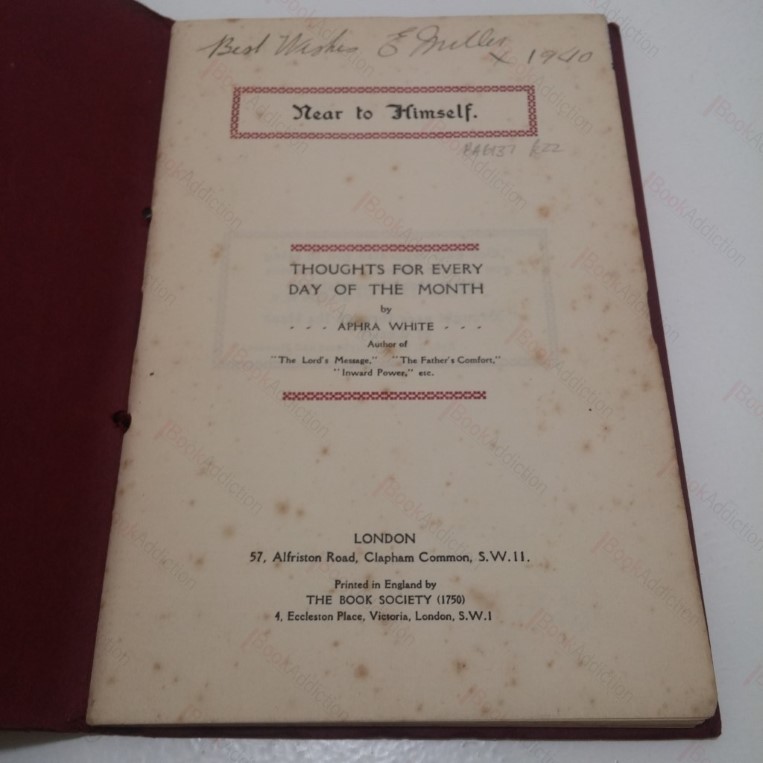 Best Wishes E Miller
X 1940
Near to Himself.
THOUGHTS FOR EVERY
DAY OF THE MONTH
by
- - - APHRA WHITE - - -
Author of
"The Lord's Message," "The Father's Comfort,"
"Inward Power," etc.
LONDON
57, Alfriston Road, Clapham Common, S.W.11.
Printed in England by
THE BOOK SOCIETY (1750)
4, Eccleston Place, Victoria, London, S.W.1